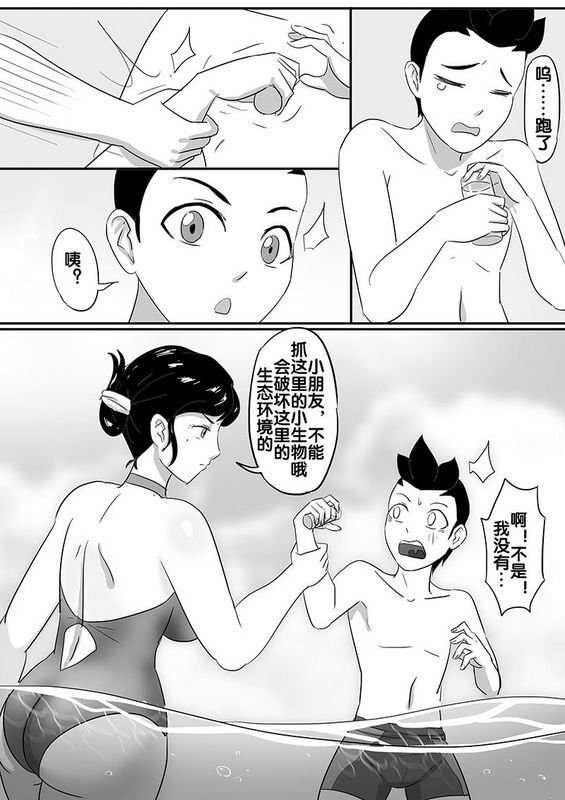 呜……跑了
咦？
小朋友，不能
抓这里的小生物哦
会破坏这里的
生态环境的
啊！不是！
我没有…